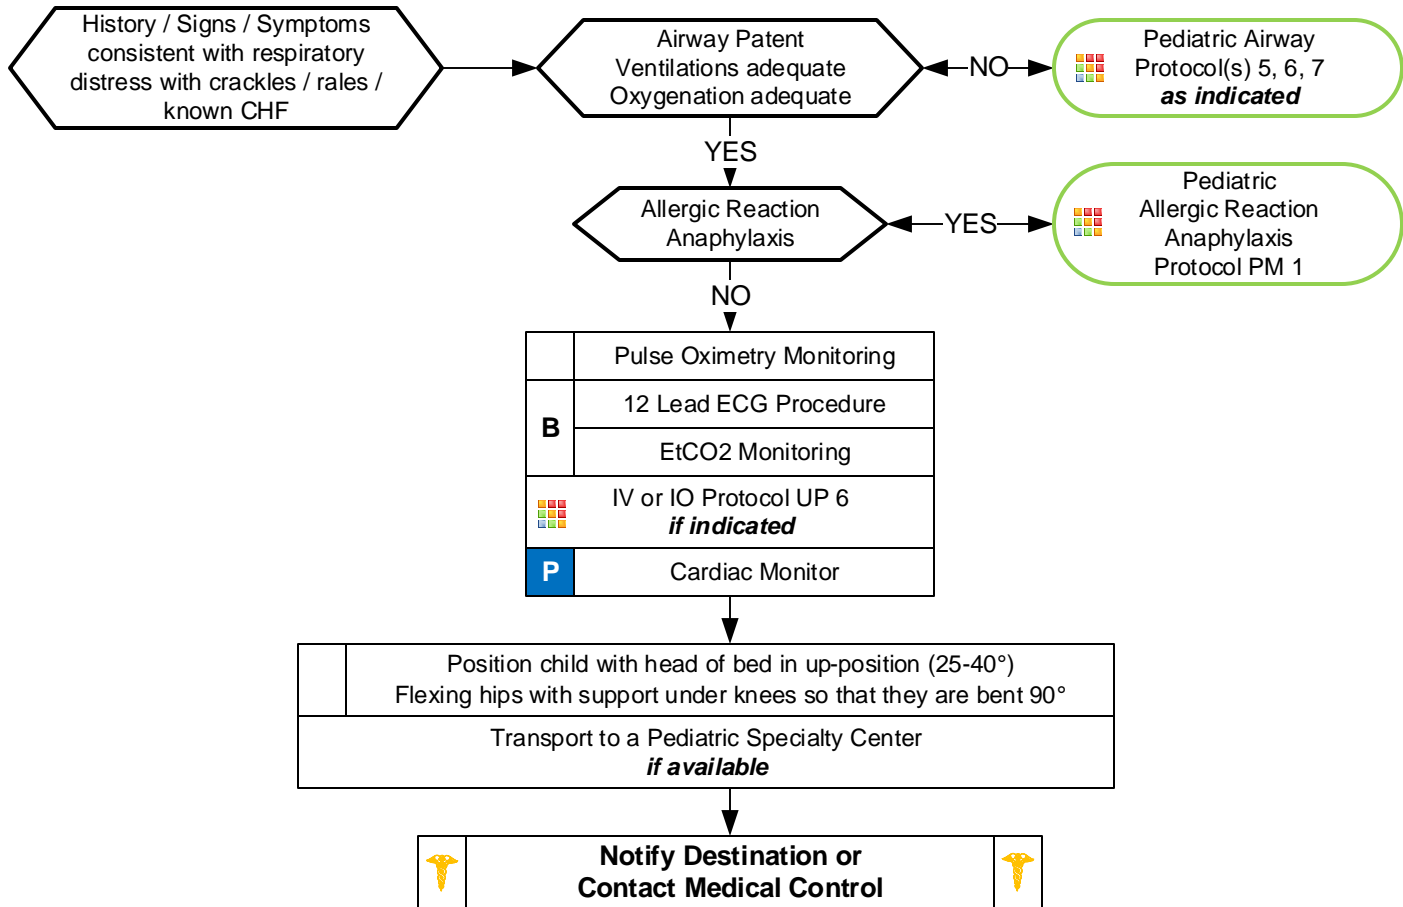 History / Signs / Symptoms
consistent with respiratory
distress with crackles / rales /
known CHF
Airway Patent
Ventilations adequate
Oxygenation adequate
NO
Pediatric Airway
Protocol(s) 5, 6, 7
as indicated
YES
Allergic Reaction
Anaphylaxis
YES
Pediatric
Allergic Reaction
Anaphylaxis
Protocol PM 1
NO
Pulse Oximetry Monitoring
B
12 Lead ECG Procedure
EtCO2 Monitoring
IV or IO Protocol UP 6
if indicated
P
Cardiac Monitor
Position child with head of bed in up-position (25-40°)
Flexing hips with support under knees so that they are bent 90°
Transport to a Pediatric Specialty Center
if available
Notify Destination or
Contact Medical Control